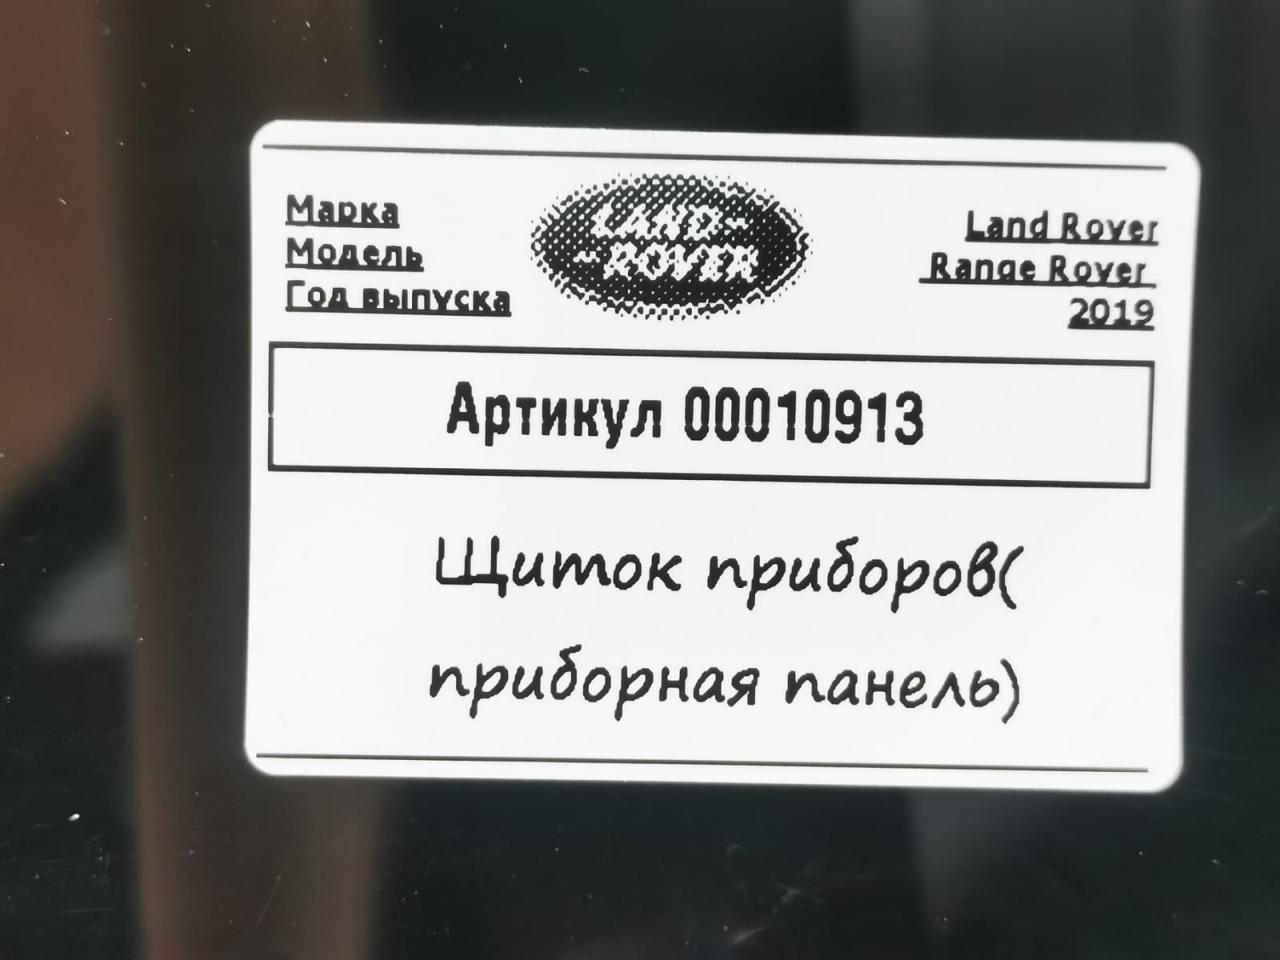 Марка
Модель
Год выпуска
LAND-
-ROVER
Land Rover
Range Rover
2019
Артикул 00010913
Щиток приборов(
приборная панель)